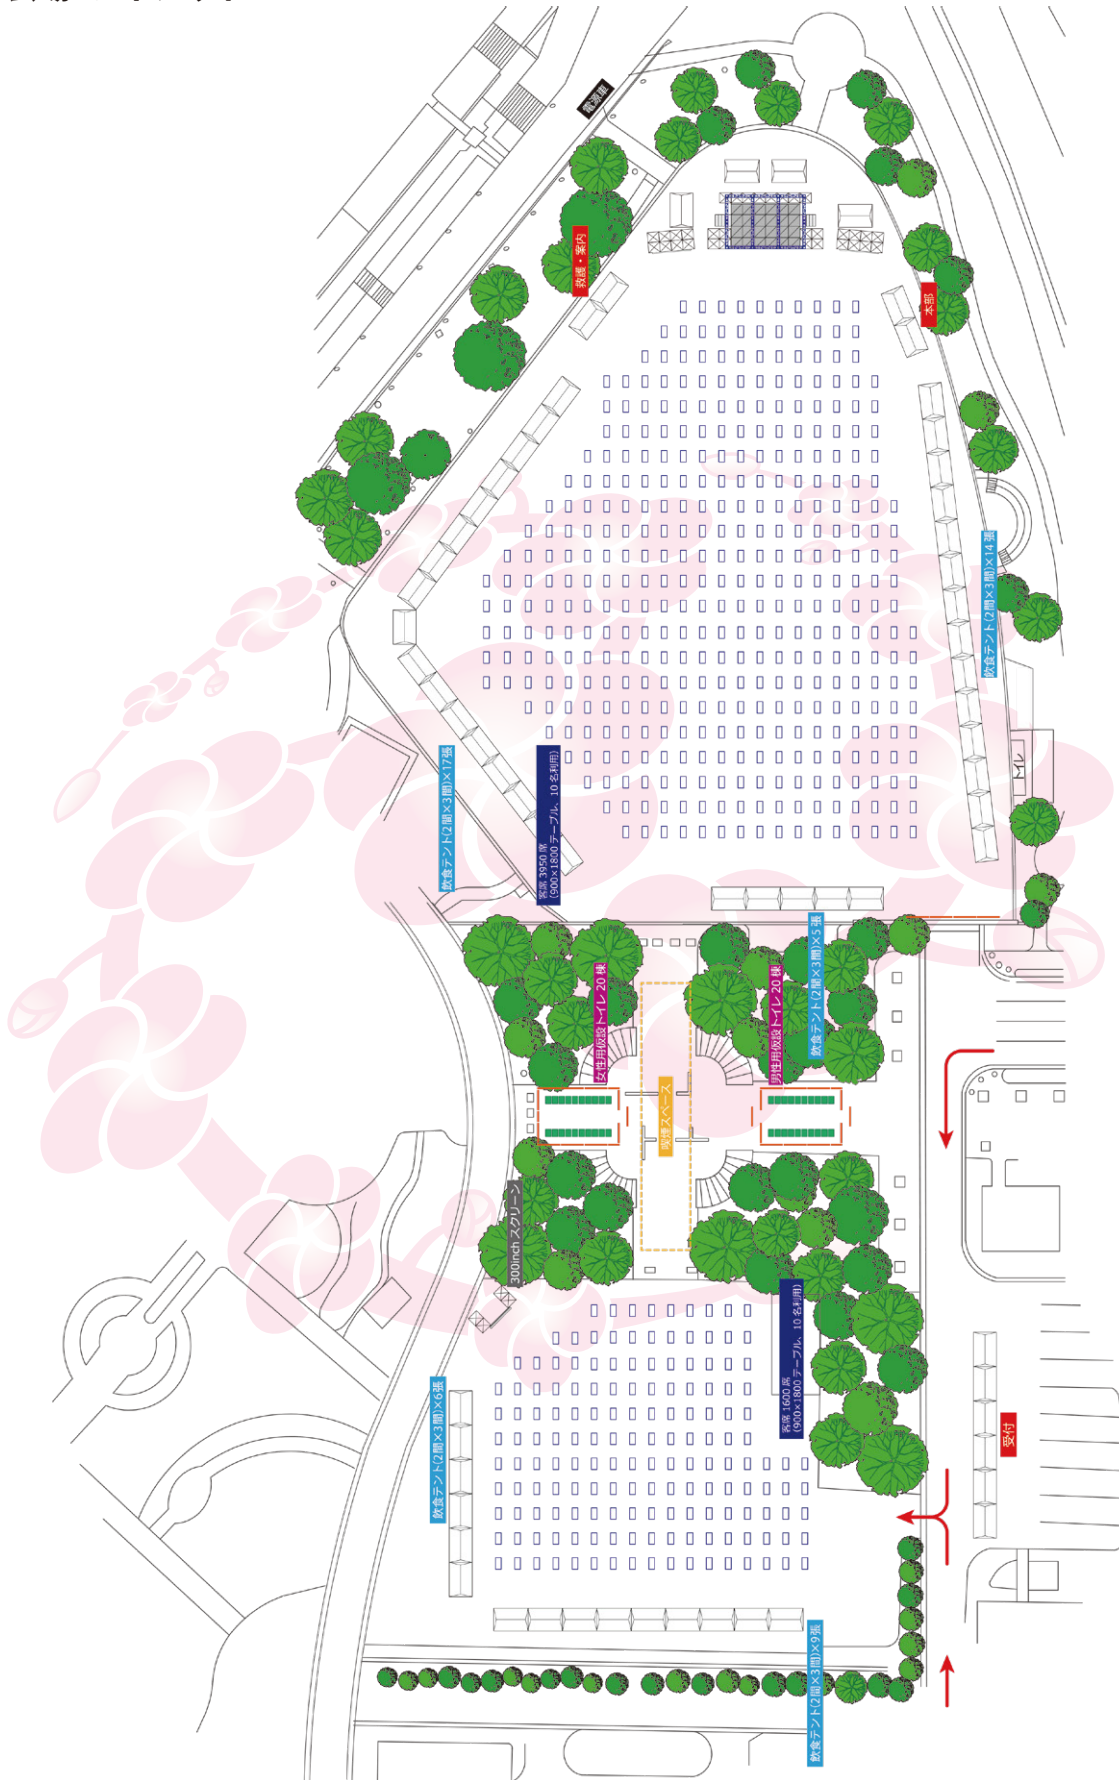 電源車
救護・案内
本部
飲食テント(2間×3間)×14張
トイレ
飲食テント(2間×3間)×17張
客席 3950 席
(900×1800 テーブル、10 名利用)
飲食テント(2間×3間)×5張
女性用仮設トイレ 20 棟
男性用仮設トイレ 20 棟
喫煙スペース
300inch スクリーン
客席 1600 席
(900×1800 テーブル、10 名利用)
飲食テント(2間×3間)×6張
受付
飲食テント(2間×3間)×9張